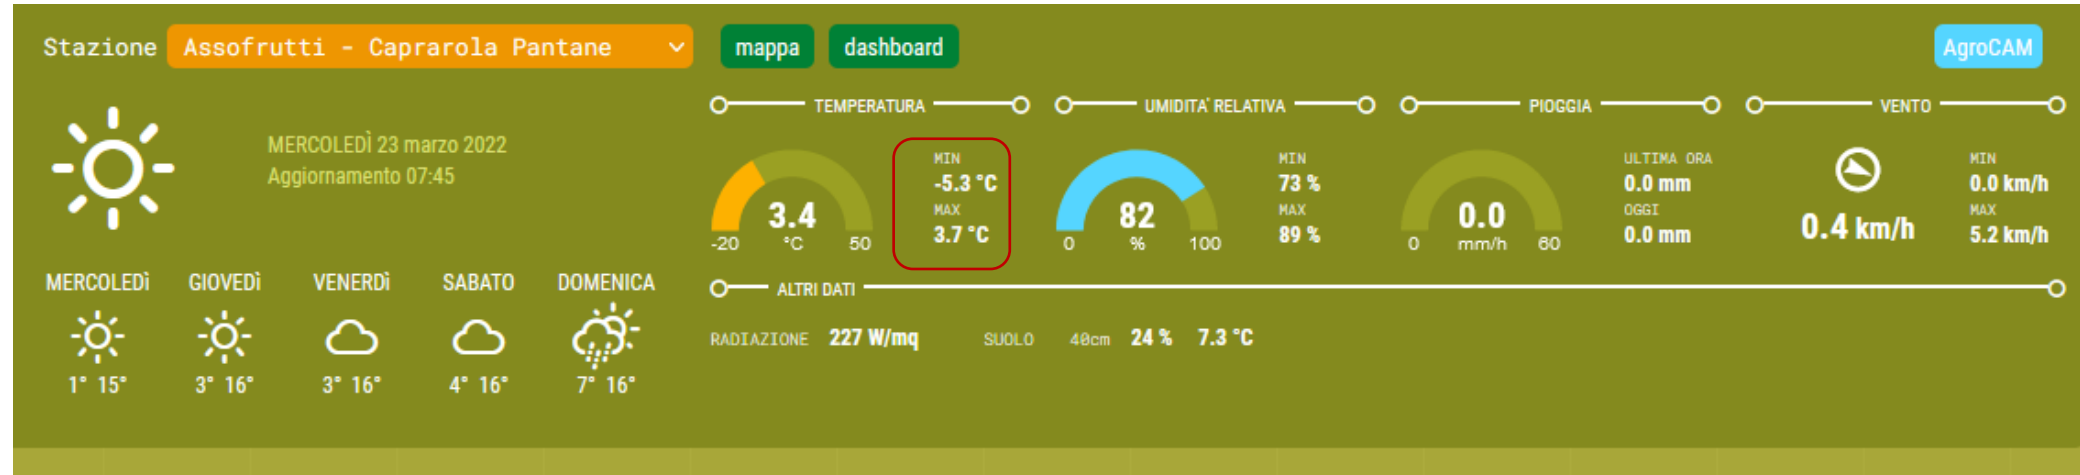 Stazione Assofrutti - Caprarola Pantane mappa dashboard AgroCAM
MERCOLEDÌ 23 marzo 2022
Aggiornamento 07:45
MERCOLEDÌ GIOVEDÌ VENERDÌ SABATO DOMENICA
1° 15° 3° 16° 3° 16° 4° 16° 7° 16°
TEMPERATURA
3.4
°C
-20 50
MIN
-5.3 °C
MAX
3.7 °C
UMIDITA' RELATIVA
82
%
0 100
MIN
73 %
MAX
89 %
PIOGGIA
0.0
mm/h
0 60
ULTIMA ORA
0.0 mm
OGGI
0.0 mm
VENTO
0.4 km/h
MIN
0.0 km/h
MAX
5.2 km/h
ALTRI DATI
RADIAZIONE 227 W/mq SUOLO 40cm 24 % 7.3 °C